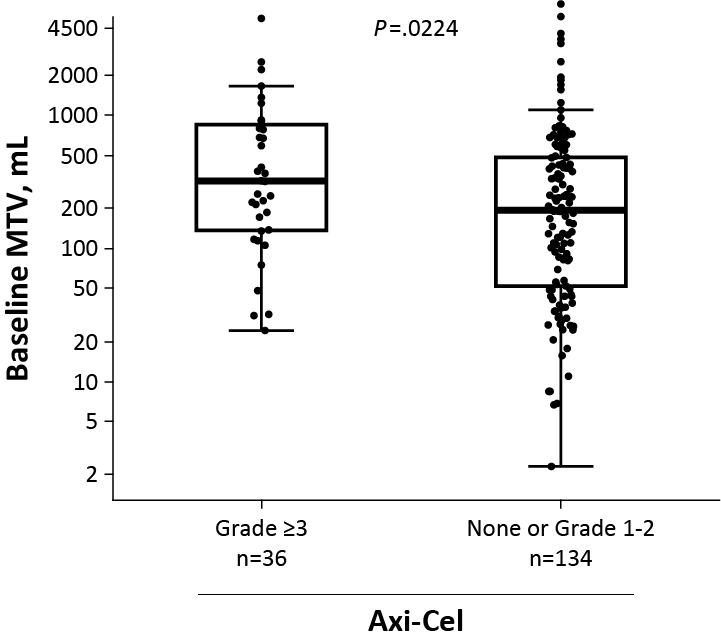 P=.0224
Baseline MTV, mL
4500
2000
1000
500
200
100
50
20
10
5
2
Grade ≥3
n=36
None or Grade 1-2
n=134
Axi-Cel